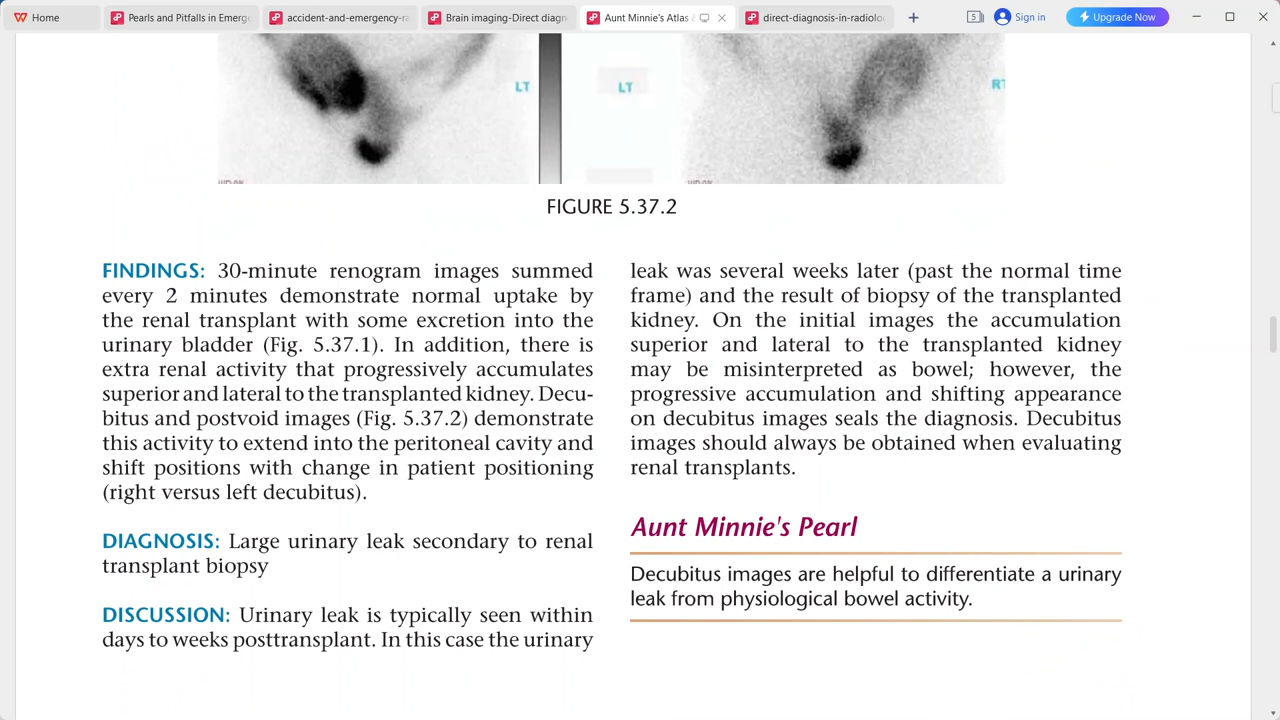 Home
Pearls and Pitfalls in Emerg
accident-and-emergency-ra
Brain imaging-Direct diagn
Aunt Minnie's Atlas
direct-diagnosis-in-radiolo
5
Sign in
Upgrade Now
LT
LT
RT
FIGURE 5.37.2
FINDINGS: 30-minute renogram images summed
every 2 minutes demonstrate normal uptake by
the renal transplant with some excretion into the
urinary bladder (Fig. 5.37.1). In addition, there is
extra renal activity that progressively accumulates
superior and lateral to the transplanted kidney. Decu-
bitus and postvoid images (Fig. 5.37.2) demonstrate
this activity to extend into the peritoneal cavity and
shift positions with change in patient positioning
(right versus left decubitus).
DIAGNOSIS: Large urinary leak secondary to renal
transplant biopsy
DISCUSSION: Urinary leak is typically seen within
days to weeks posttransplant. In this case the urinary
leak was several weeks later (past the normal time
frame) and the result of biopsy of the transplanted
kidney. On the initial images the accumulation
superior and lateral to the transplanted kidney
may be misinterpreted as bowel; however, the
progressive accumulation and shifting appearance
on decubitus images seals the diagnosis. Decubitus
images should always be obtained when evaluating
renal transplants.
Aunt Minnie's Pearl
Decubitus images are helpful to differentiate a urinary
leak from physiological bowel activity.